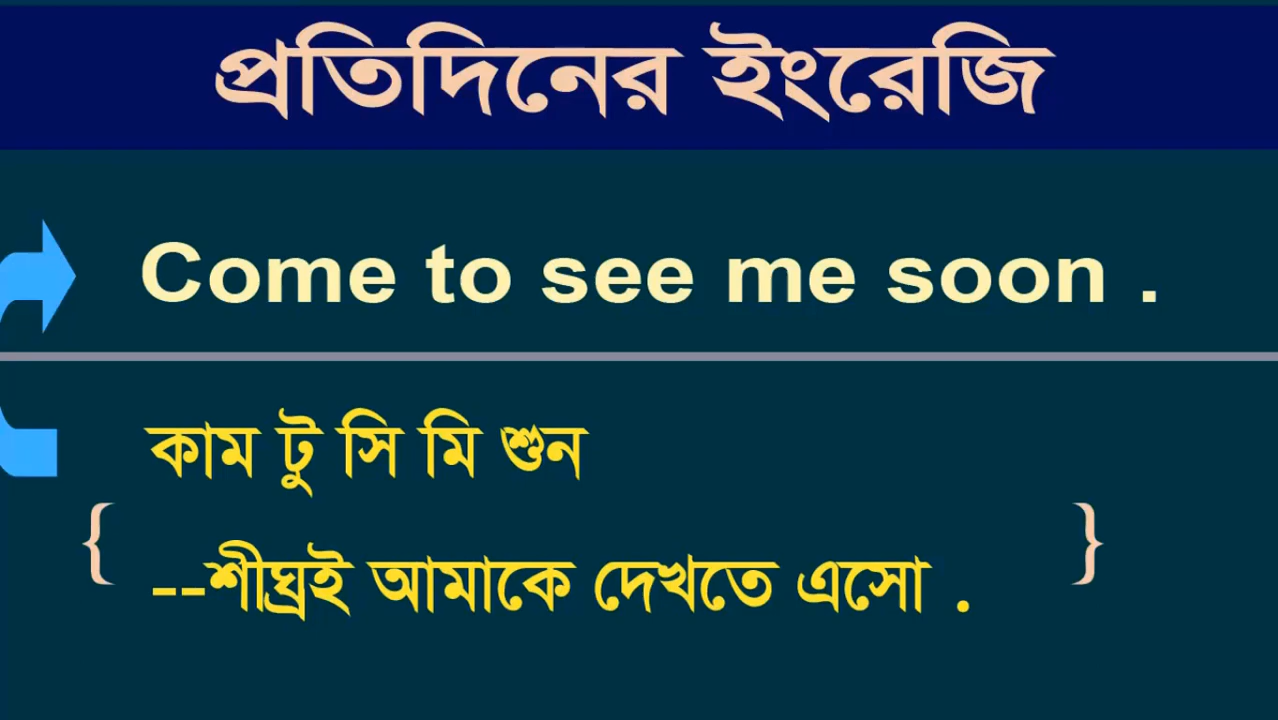 প্রতিদিনের ইংরেজি
Come to see me soon .
কাম টু সি মি শুন
{ --শীঘ্রই আমাকে দেখতে এসো . }